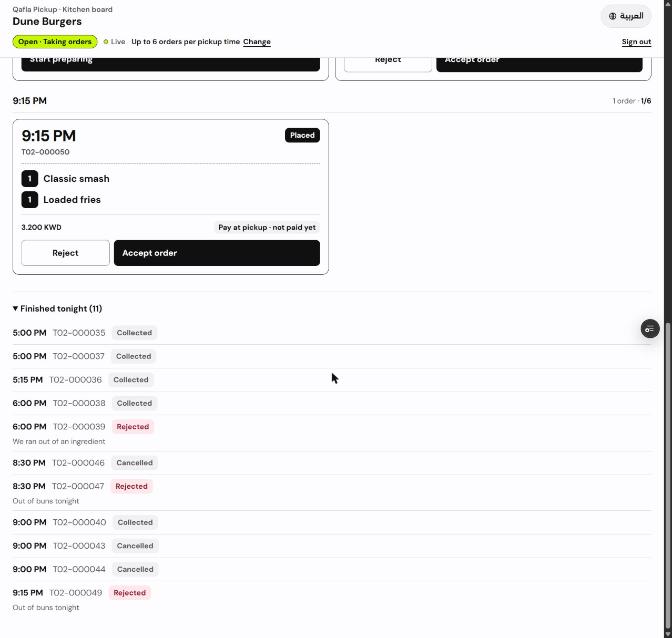 Qafla Pickup · Kitchen board
Dune Burgers
العربية
Open · Taking orders Live Up to 6 orders per pickup time Change
Sign out
Start preparing
Reject Accept order
9:15 PM
1 order · 1/6
9:15 PM Placed
T02-000050
1 Classic smash
1 Loaded fries
3.200 KWD Pay at pickup · not paid yet
Reject Accept order
▼ Finished tonight (11)
5:00 PM T02-000035 Collected
5:00 PM T02-000037 Collected
5:15 PM T02-000036 Collected
6:00 PM T02-000038 Collected
6:00 PM T02-000039 Rejected
We ran out of an ingredient
8:30 PM T02-000046 Cancelled
8:30 PM T02-000047 Rejected
Out of buns tonight
9:00 PM T02-000040 Collected
9:00 PM T02-000043 Cancelled
9:00 PM T02-000044 Cancelled
9:15 PM T02-000049 Rejected
Out of buns tonight